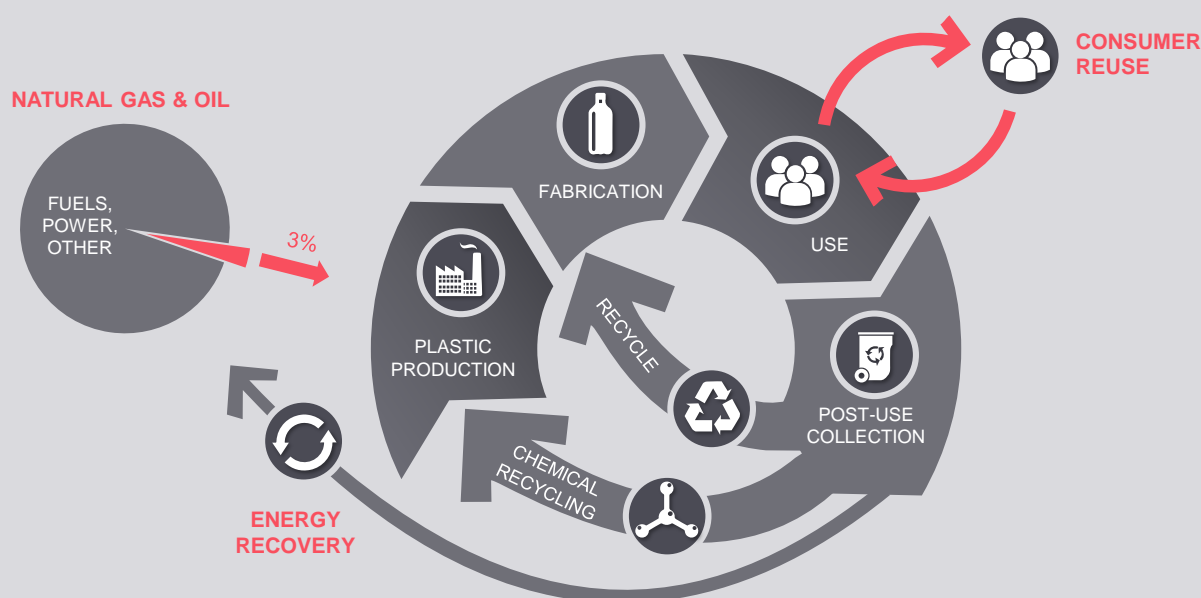 NATURAL GAS & OIL
FUELS,
POWER,
OTHER
3%
PLASTIC
PRODUCTION
FABRICATION
USE
CONSUMER
REUSE
POST-USE
COLLECTION
RECYCLE
CHEMICAL
RECYCLING
ENERGY
RECOVERY